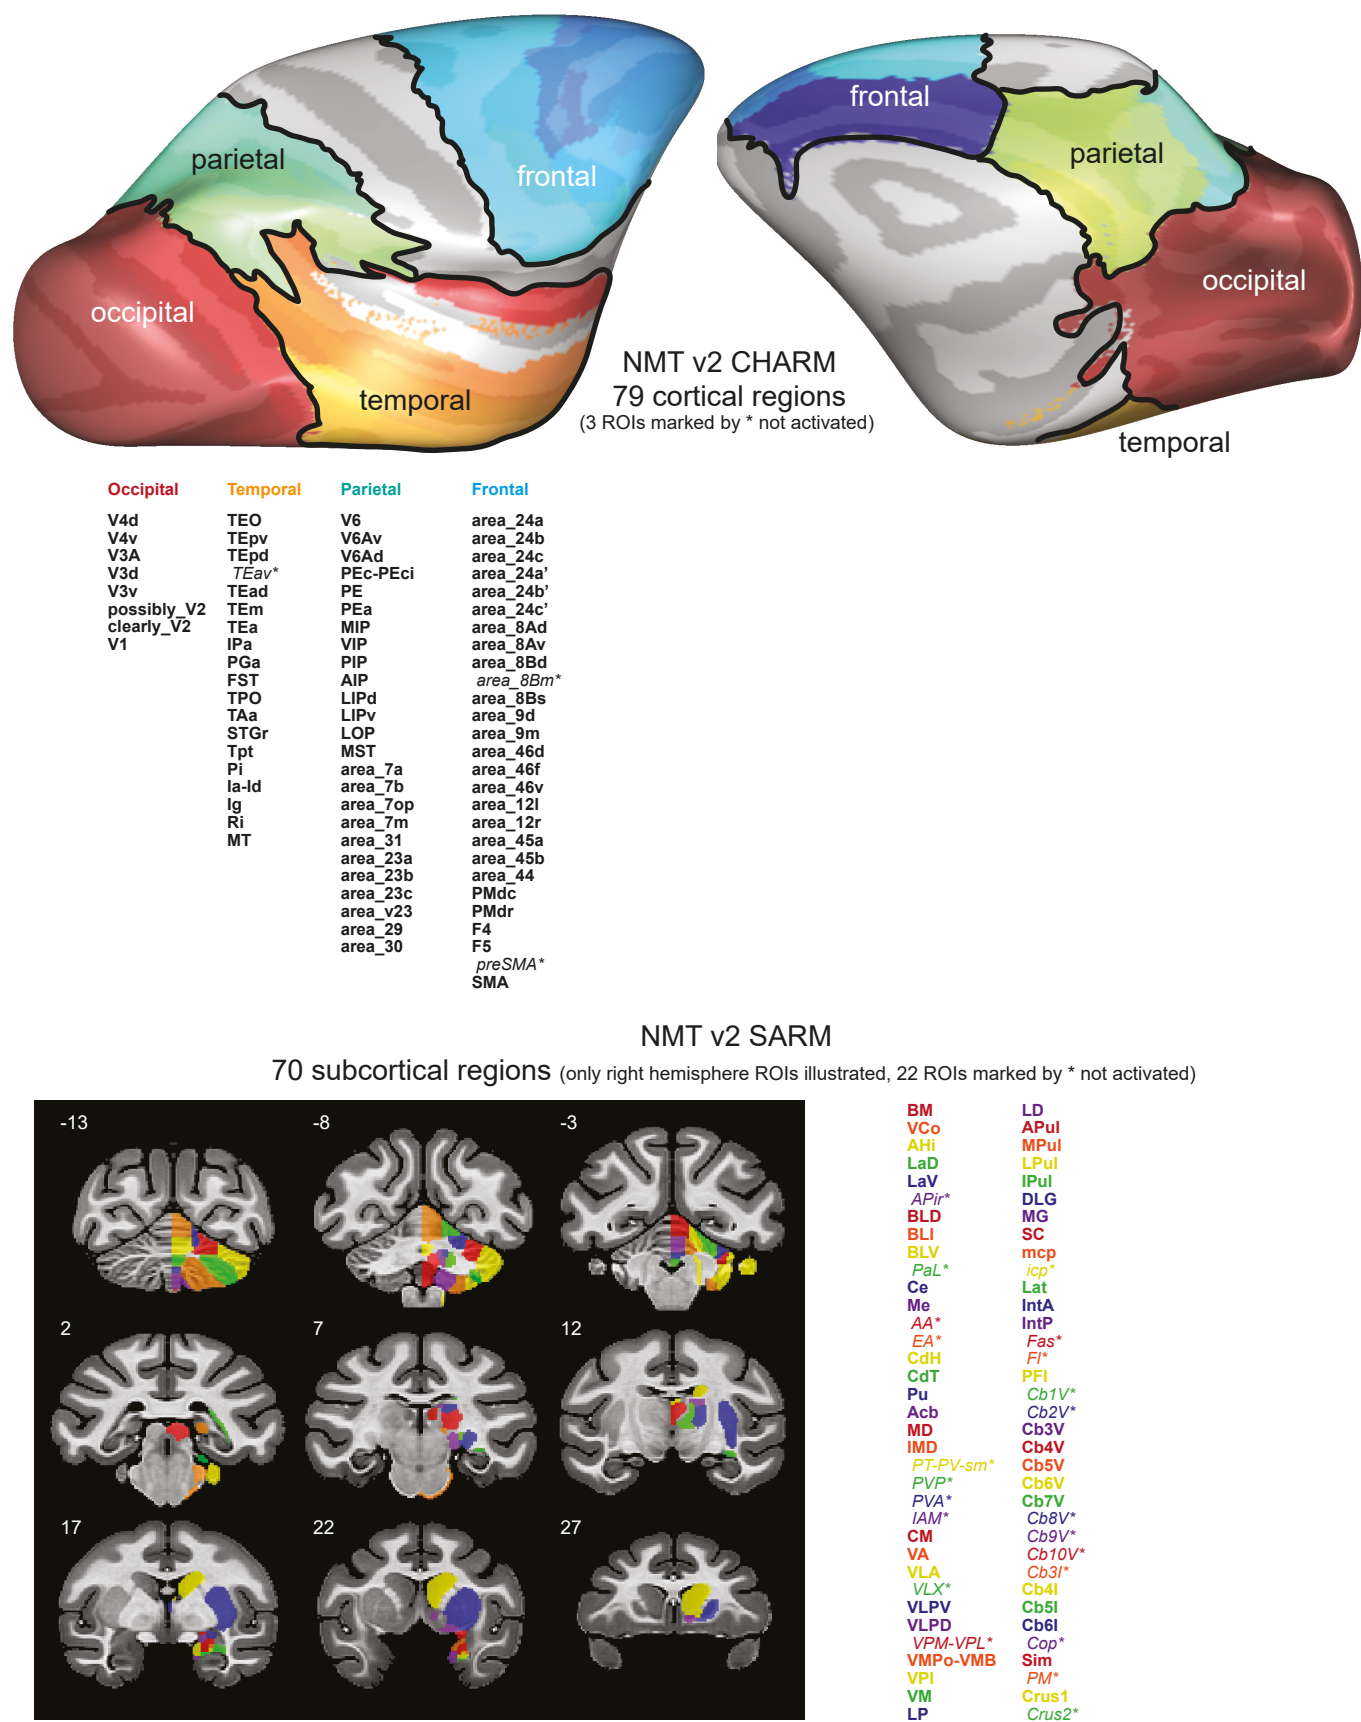 frontal
parietal
frontal
parietal
occipital
occipital
temporal
NMT v2 CHARM
79 cortical regions
(3 ROIs marked by * not activated)
temporal
Occipital
V4d
V4v
V3A
V3d
V3v
possibly_V2
clearly_V2
V1
Temporal
TEO
TEpv
TEpd
TEav*
TEad
TEm
TEa
IPa
PGa
FST
TPO
TAa
STGr
Tpt
Pi
Ia-Id
Ig
Ri
MT
Parietal
V6
V6Av
V6Ad
PEc-PEci
PE
PEa
MIP
VIP
PIP
AIP
LIPd
LIPv
LOP
MST
area_7a
area_7b
area_7op
area_7m
area_31
area_23a
area_23b
area_23c
area_v23
area_29
area_30
Frontal
area_24a
area_24b
area_24c
area_24a’
area_24b’
area_24c’
area_8Ad
area_8Av
area_8Bd
area_8Bm*
area_8Bs
area_9d
area_9m
area_46d
area_46f
area_46v
area_12l
area_12r
area_45a
area_45b
area_44
PMdc
PMdr
F4
F5
preSMA*
SMA
NMT v2 SARM
70 subcortical regions (only right hemisphere ROIs illustrated, 22 ROIs marked by * not activated)
-13
-8
-3
2
7
12
17
22
27
BM
VCo
AHi
LaD
LaV
APir*
BLD
BLI
BLV
PaL*
Ce
Me
AA*
EA*
CdH
CdT
Pu
Acb
MD
IMD
PT-PV-sm*
PVP*
PVA*
IAM*
CM
VA
VLA
VLX*
VLPV
VLPD
VPM-VPL*
VMPo-VMB
VPI
VM
LP
LD
APul
MPul
LPul
IPul
DLG
MG
SC
mcp
icp*
Lat
IntA
IntP
Fas*
Fl*
PFl
Cb1V*
Cb2V*
Cb3V
Cb4V
Cb5V
Cb6V
Cb7V
Cb8V*
Cb9V*
Cb10V*
Cb3l*
Cb4l
Cb5l
Cb6l
Cop*
Sim
PM*
Crus1
Crus2*